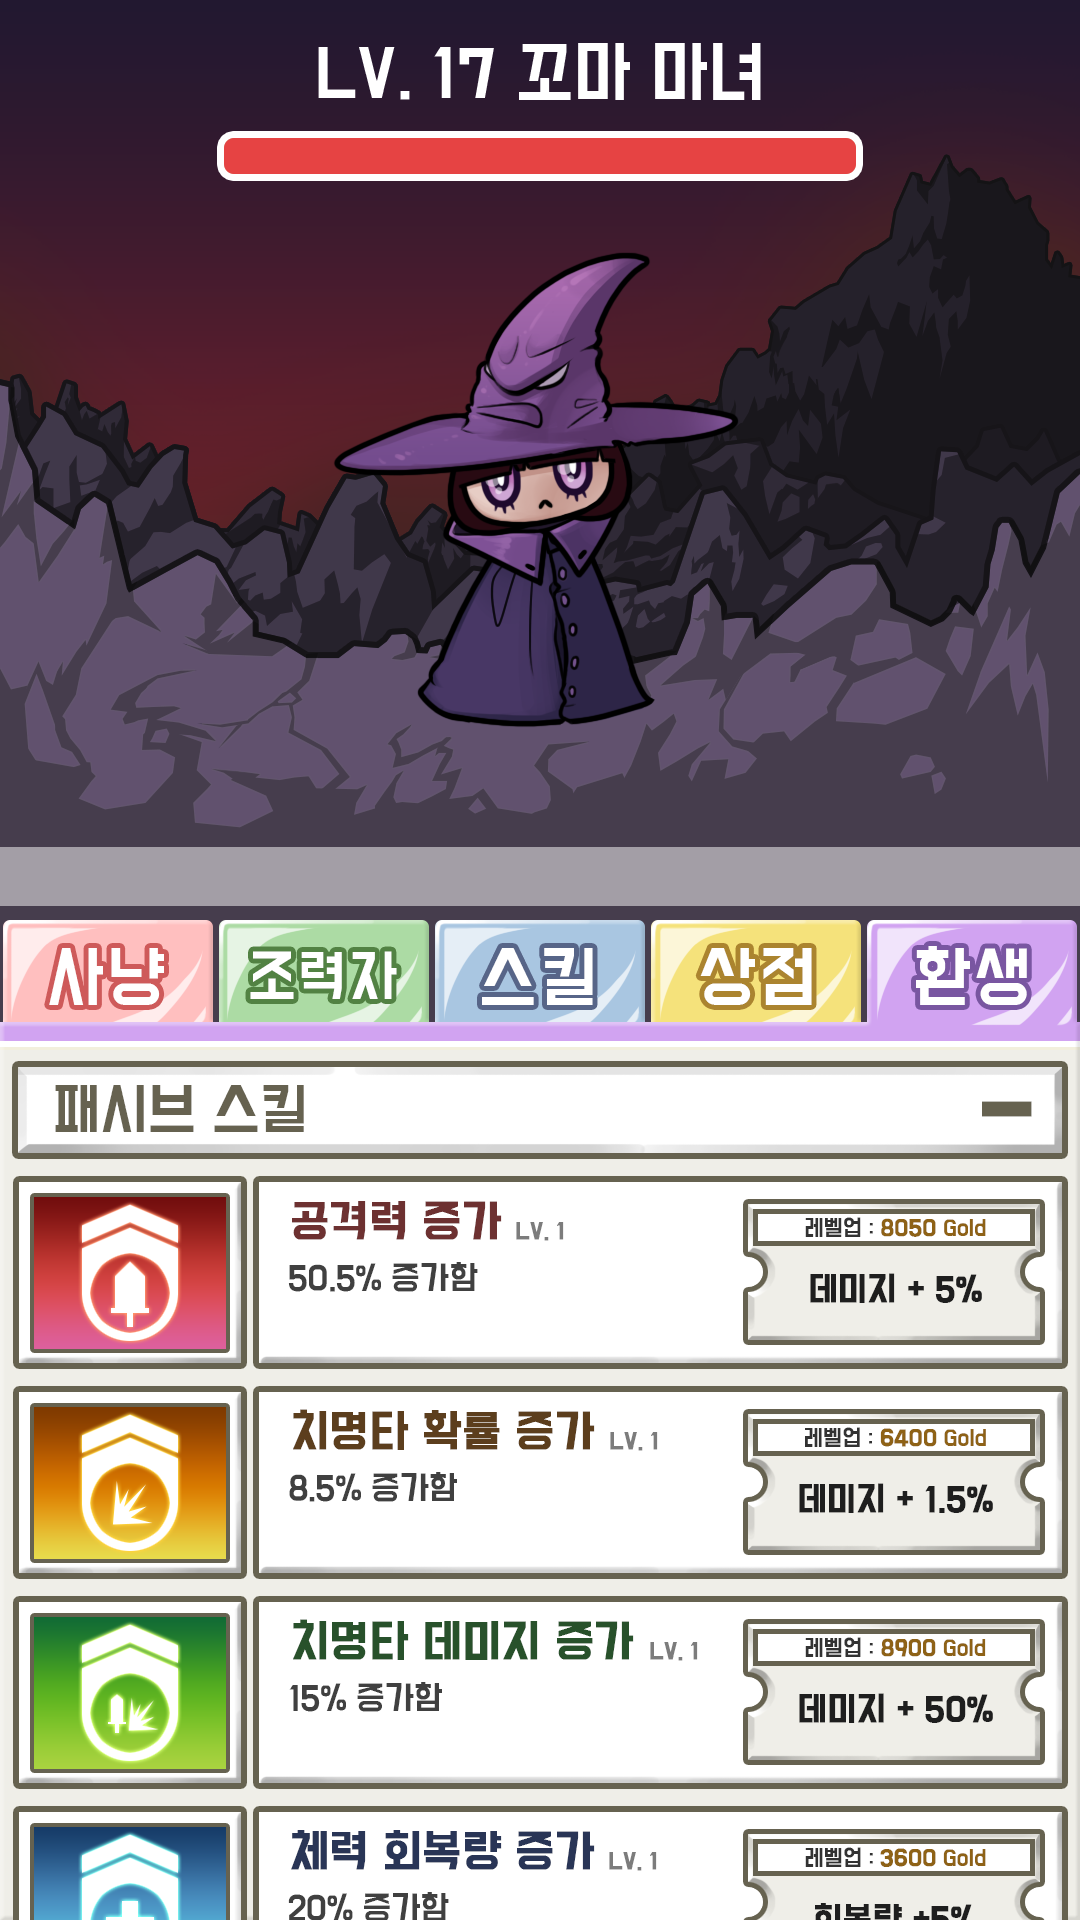 LV. 17 꼬마 마녀
사냥 조력자 스킬 상점 환생
패시브 스킬
공격력 증가 LV. 1
50.5% 증가함
레벨업 : 8050 Gold
데미지 + 5%
치명타 확률 증가 LV. 1
8.5% 증가함
레벨업 : 6400 Gold
데미지 + 1.5%
치명타 데미지 증가 LV. 1
15% 증가함
레벨업 : 8900 Gold
데미지 + 50%
체력 회복량 증가 LV. 1
20% 증가함
레벨업 : 3600 Gold
회복량 +5%